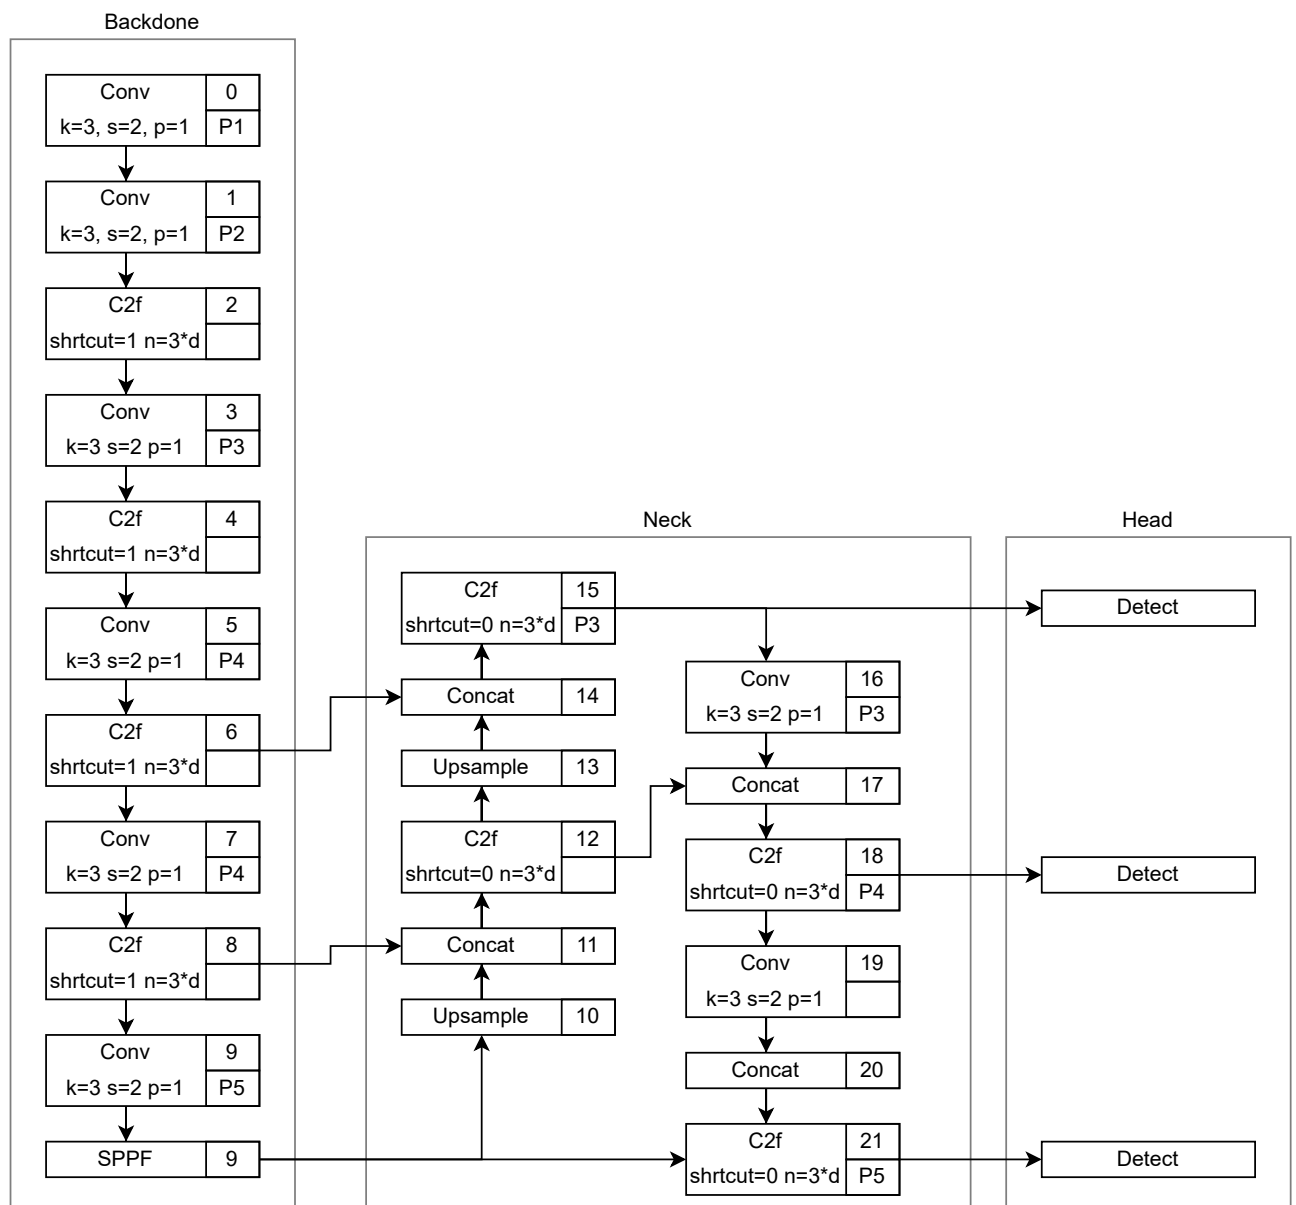 Backdone
Conv 0
k=3, s=2, p=1 P1
Conv 1
k=3, s=2, p=1 P2
C2f 2
shrtcut=1 n=3*d
Conv 3
k=3 s=2 p=1 P3
C2f 4
shrtcut=1 n=3*d
Conv 5
k=3 s=2 p=1 P4
C2f 6
shrtcut=1 n=3*d
Conv 7
k=3 s=2 p=1 P4
C2f 8
shrtcut=1 n=3*d
Conv 9
k=3 s=2 p=1 P5
SPPF 9
Neck
C2f 15
shrtcut=0 n=3*d P3
Concat 14
Upsample 13
C2f 12
shrtcut=0 n=3*d
Concat 11
Upsample 10
Conv 16
k=3 s=2 p=1 P3
Concat 17
C2f 18
shrtcut=0 n=3*d P4
Conv 19
k=3 s=2 p=1
Concat 20
C2f 21
shrtcut=0 n=3*d P5
Head
Detect
Detect
Detect